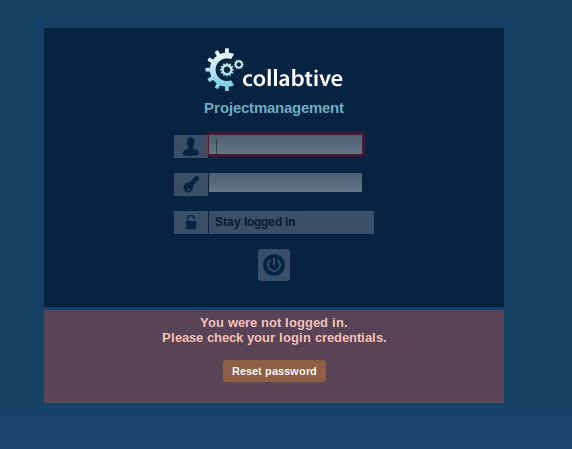 collabtive
Projectmanagement
Stay logged in
You were not logged in.
Please check your login credentials.
Reset password